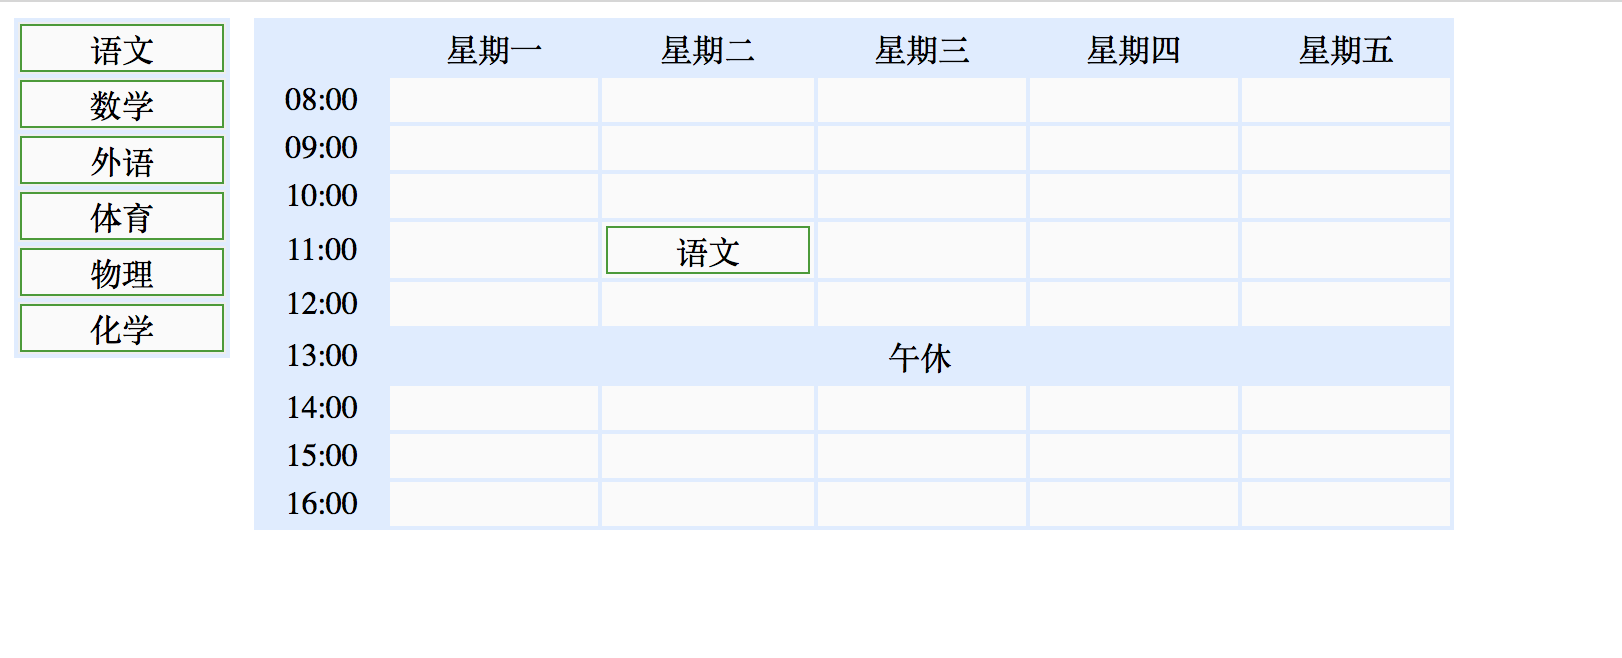 语文
数学
外语
体育
物理
化学
星期一 星期二 星期三 星期四 星期五
08:00
09:00
10:00
11:00 语文
12:00
13:00 午休
14:00
15:00
16:00